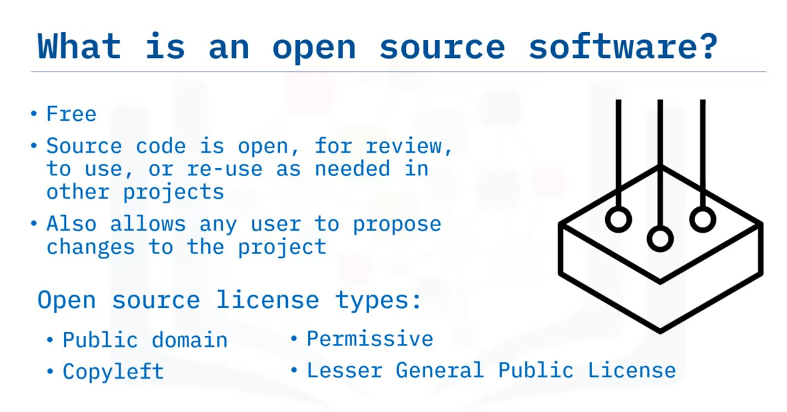 What is an open source software?
• Free
• Source code is open, for review,
to use, or re-use as needed in
other projects
• Also allows any user to propose
changes to the project
Open source license types:
• Public domain
• Copyleft
• Permissive
• Lesser General Public License